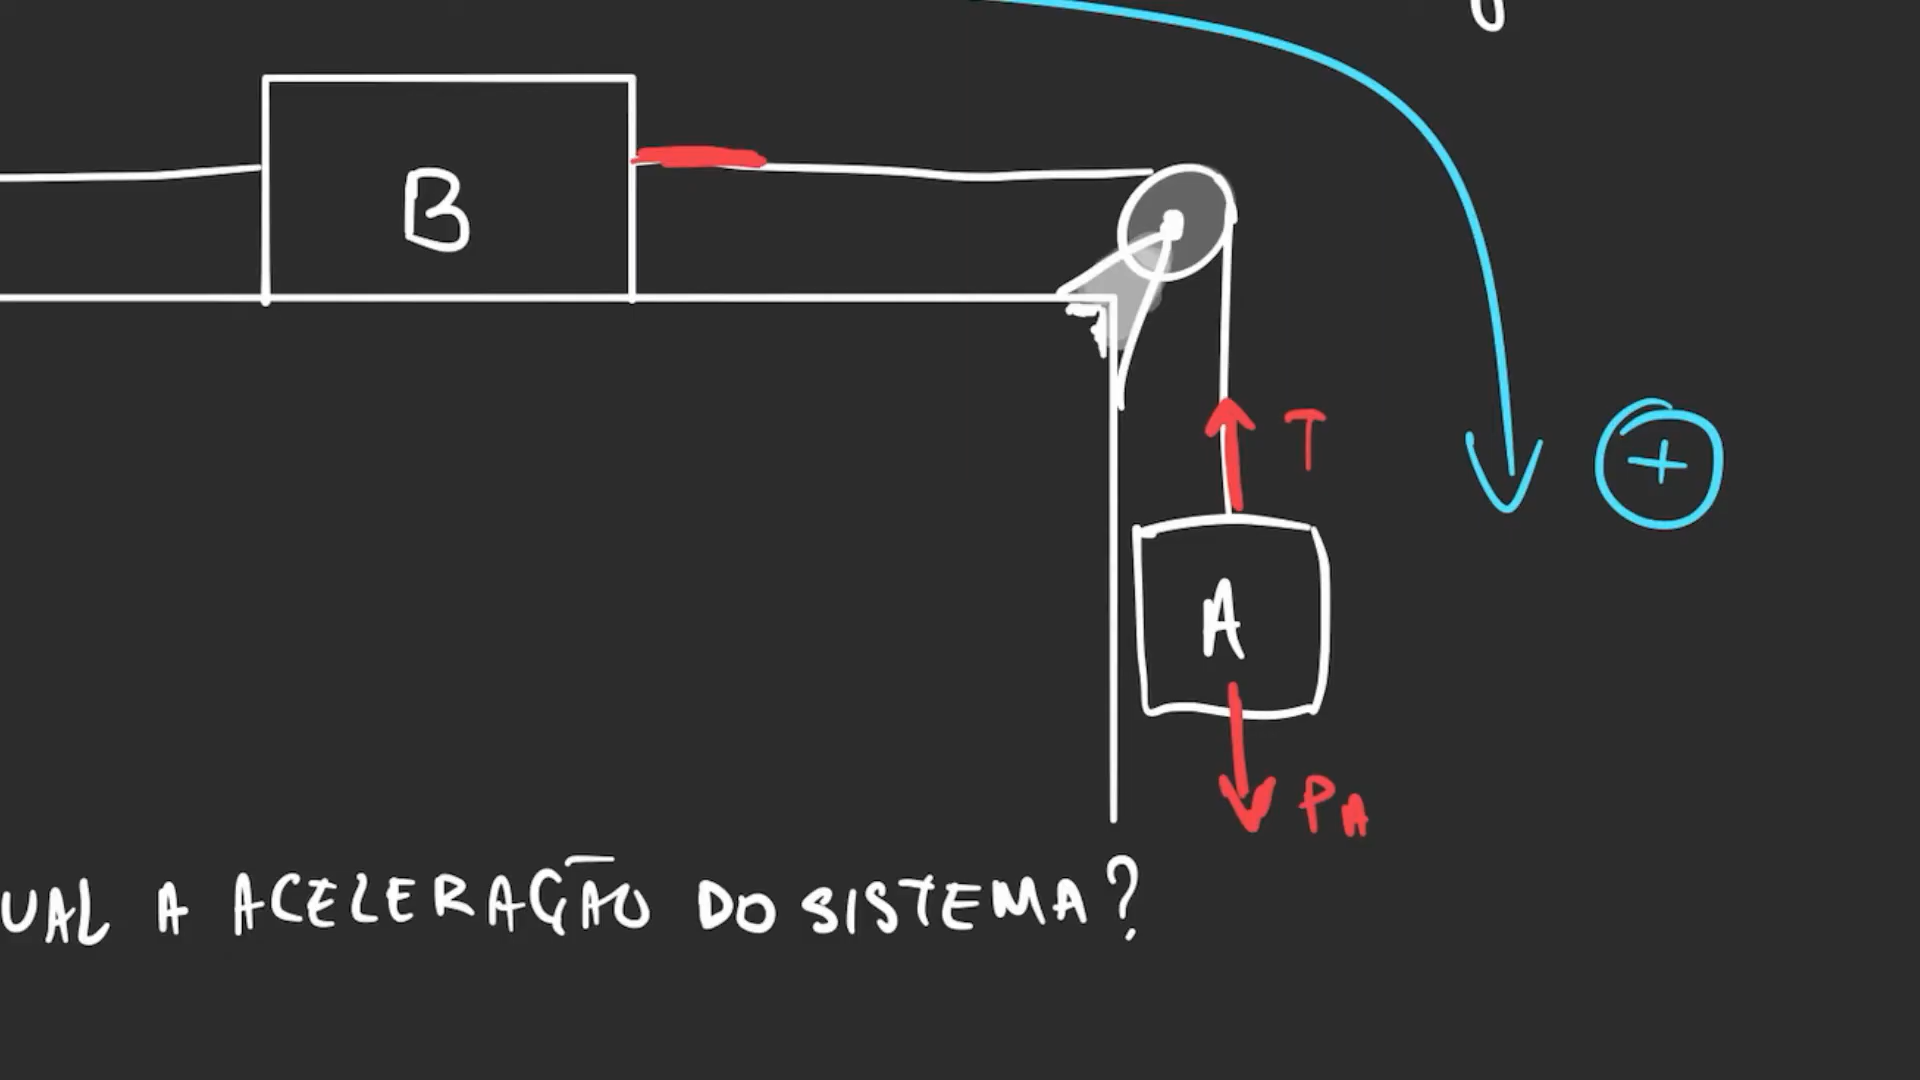 B
T
+
A
PA
UAL A ACELERAÇÃO DO SISTEMA?